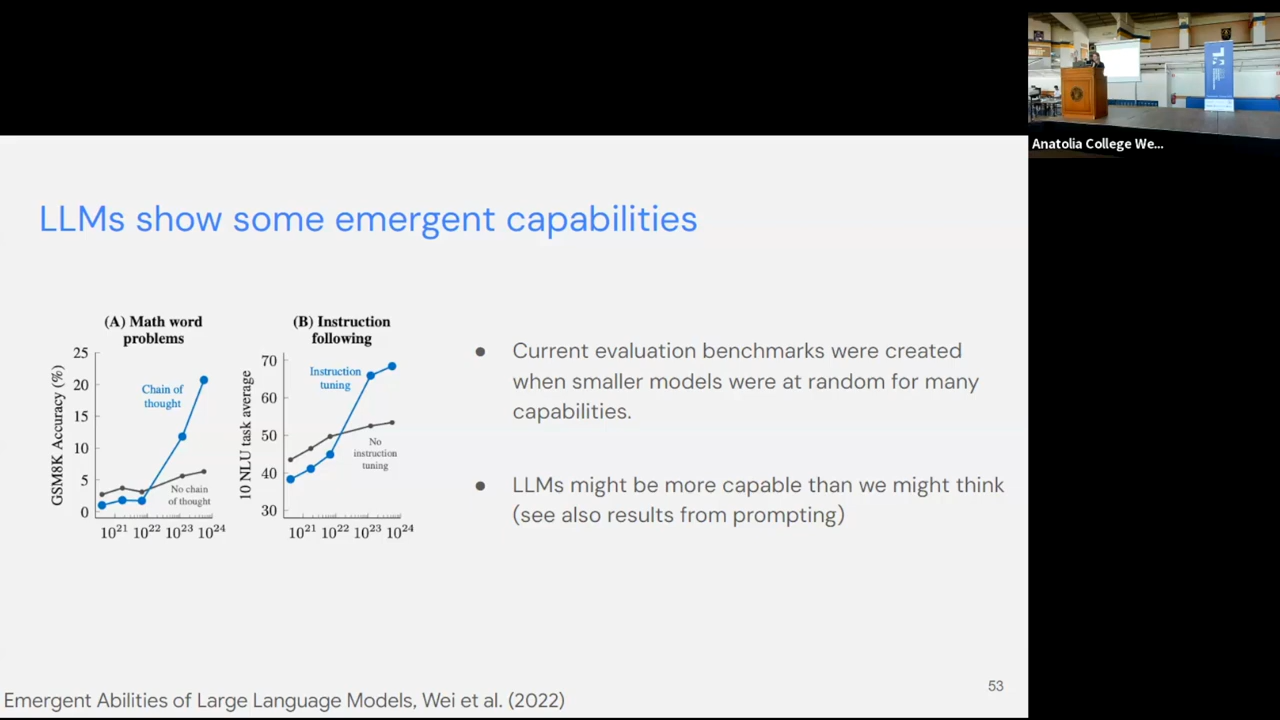 Anatolia College We...
LLMs show some emergent capabilities
(A) Math word
problems
GSM8K Accuracy (%)
25
20
15
10
5
0
Chain of
thought
No chain
of thought
10²¹ 10²² 10²³ 10²⁴
(B) Instruction
following
10 NLU task average
70
60
50
40
30
Instruction
tuning
No
instruction
tuning
10²¹ 10²² 10²³ 10²⁴
● Current evaluation benchmarks were created
when smaller models were at random for many
capabilities.
● LLMs might be more capable than we might think
(see also results from prompting)
53
Emergent Abilities of Large Language Models, Wei et al. (2022)